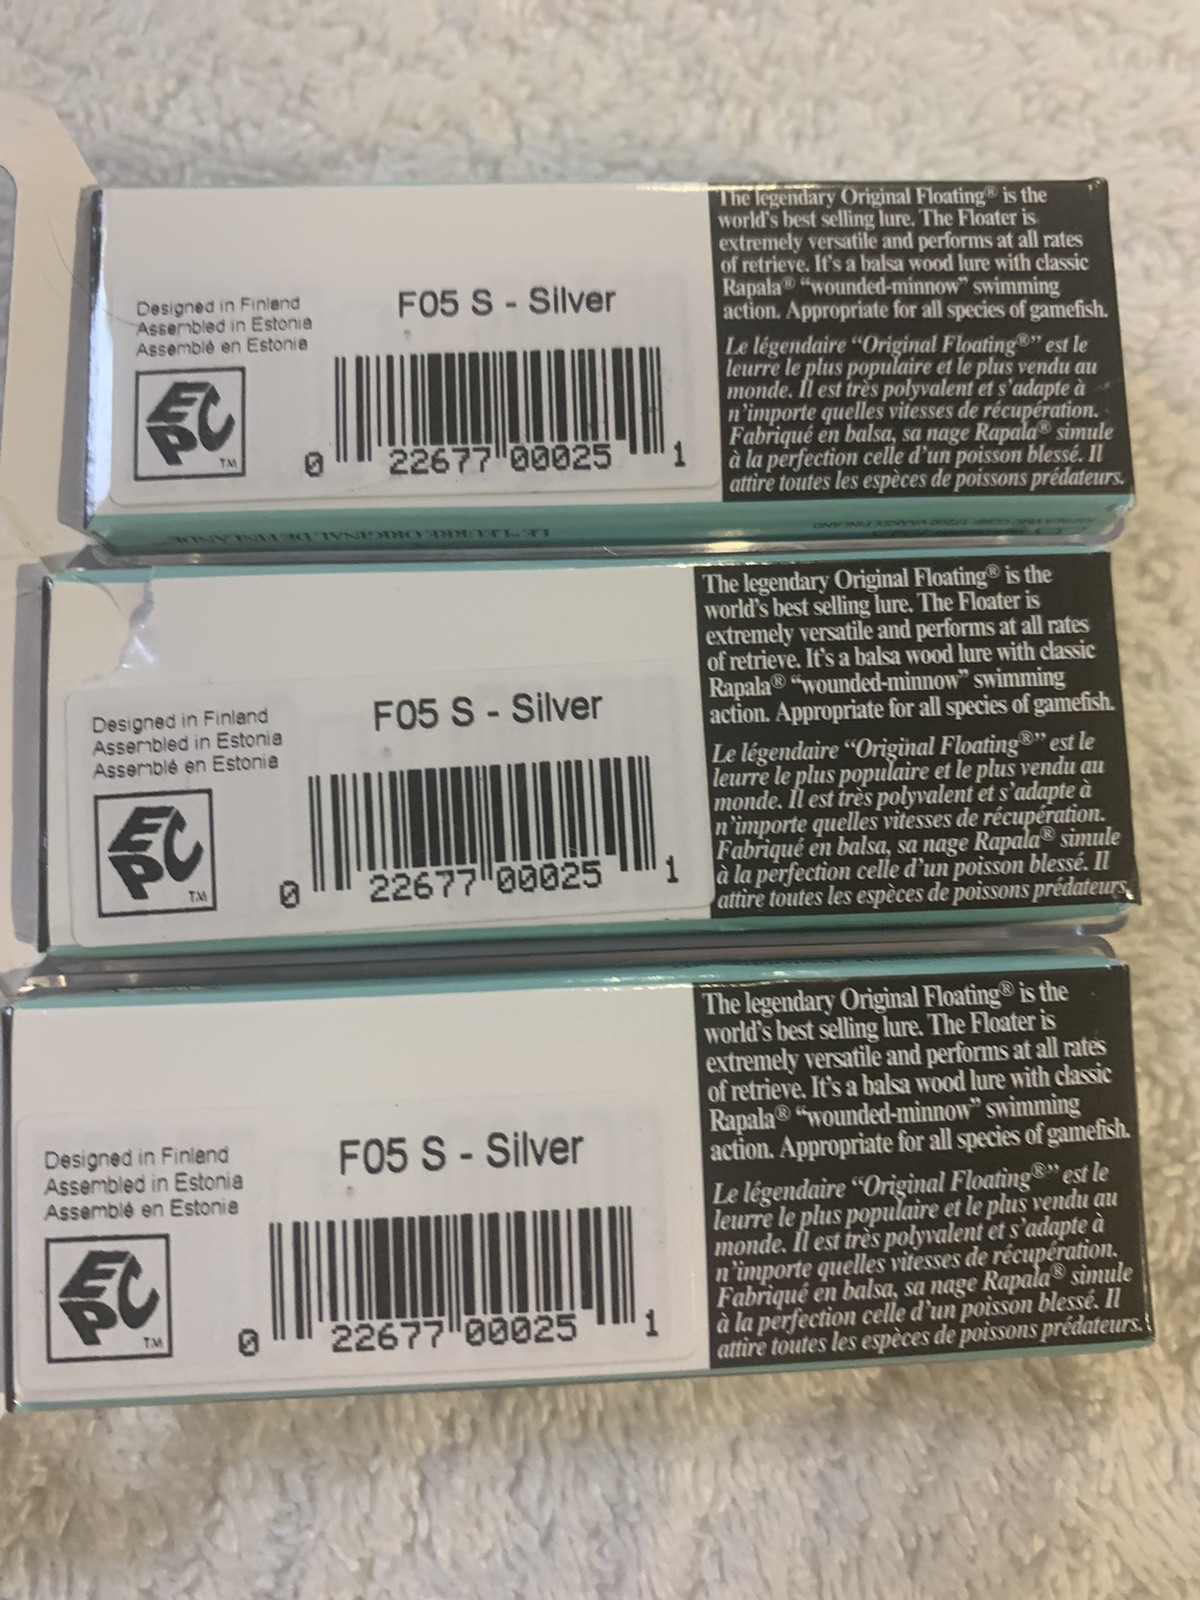 Designed in Finland
Assembled in Estonia
Assemblé en Estonie
EPC
TM
F05 S - Silver
0 22677 00025 1
The legendary Original Floating® is the
world's best selling lure. The Floater is
extremely versatile and performs at all rates
of retrieve. It's a balsa wood lure with classic
Rapala® “wounded-minnow” swimming
action. Appropriate for all species of gamefish.
Le légendaire “Original Floating®” est le
leurre le plus populaire et le plus vendu au
monde. Il est très polyvalent et s'adapte à
n'importe quelles vitesses de récupération.
Fabriqué en balsa, sa nage Rapala® simule
à la perfection celle d'un poisson blessé. Il
attire toutes les espèces de poissons prédateurs.
LE "LEURRE ORIGINAL DE FINLANDE"
Designed in Finland
Assembled in Estonia
Assemblé en Estonie
EPC
TM
F05 S - Silver
0 22677 00025 1
The legendary Original Floating® is the
world's best selling lure. The Floater is
extremely versatile and performs at all rates
of retrieve. It's a balsa wood lure with classic
Rapala® “wounded-minnow” swimming
action. Appropriate for all species of gamefish.
Le légendaire “Original Floating®” est le
leurre le plus populaire et le plus vendu au
monde. Il est très polyvalent et s'adapte à
n'importe quelles vitesses de récupération.
Fabriqué en balsa, sa nage Rapala® simule
à la perfection celle d'un poisson blessé. Il
attire toutes les espèces de poissons prédateurs.
Designed in Finland
Assembled in Estonia
Assemblé en Estonie
EPC
TM
F05 S - Silver
0 22677 00025 1
The legendary Original Floating® is the
world's best selling lure. The Floater is
extremely versatile and performs at all rates
of retrieve. It's a balsa wood lure with classic
Rapala® “wounded-minnow” swimming
action. Appropriate for all species of gamefish.
Le légendaire “Original Floating®” est le
leurre le plus populaire et le plus vendu au
monde. Il est très polyvalent et s'adapte à
n'importe quelles vitesses de récupération.
Fabriqué en balsa, sa nage Rapala® simule
à la perfection celle d'un poisson blessé. Il
attire toutes les espèces de poissons prédateurs.